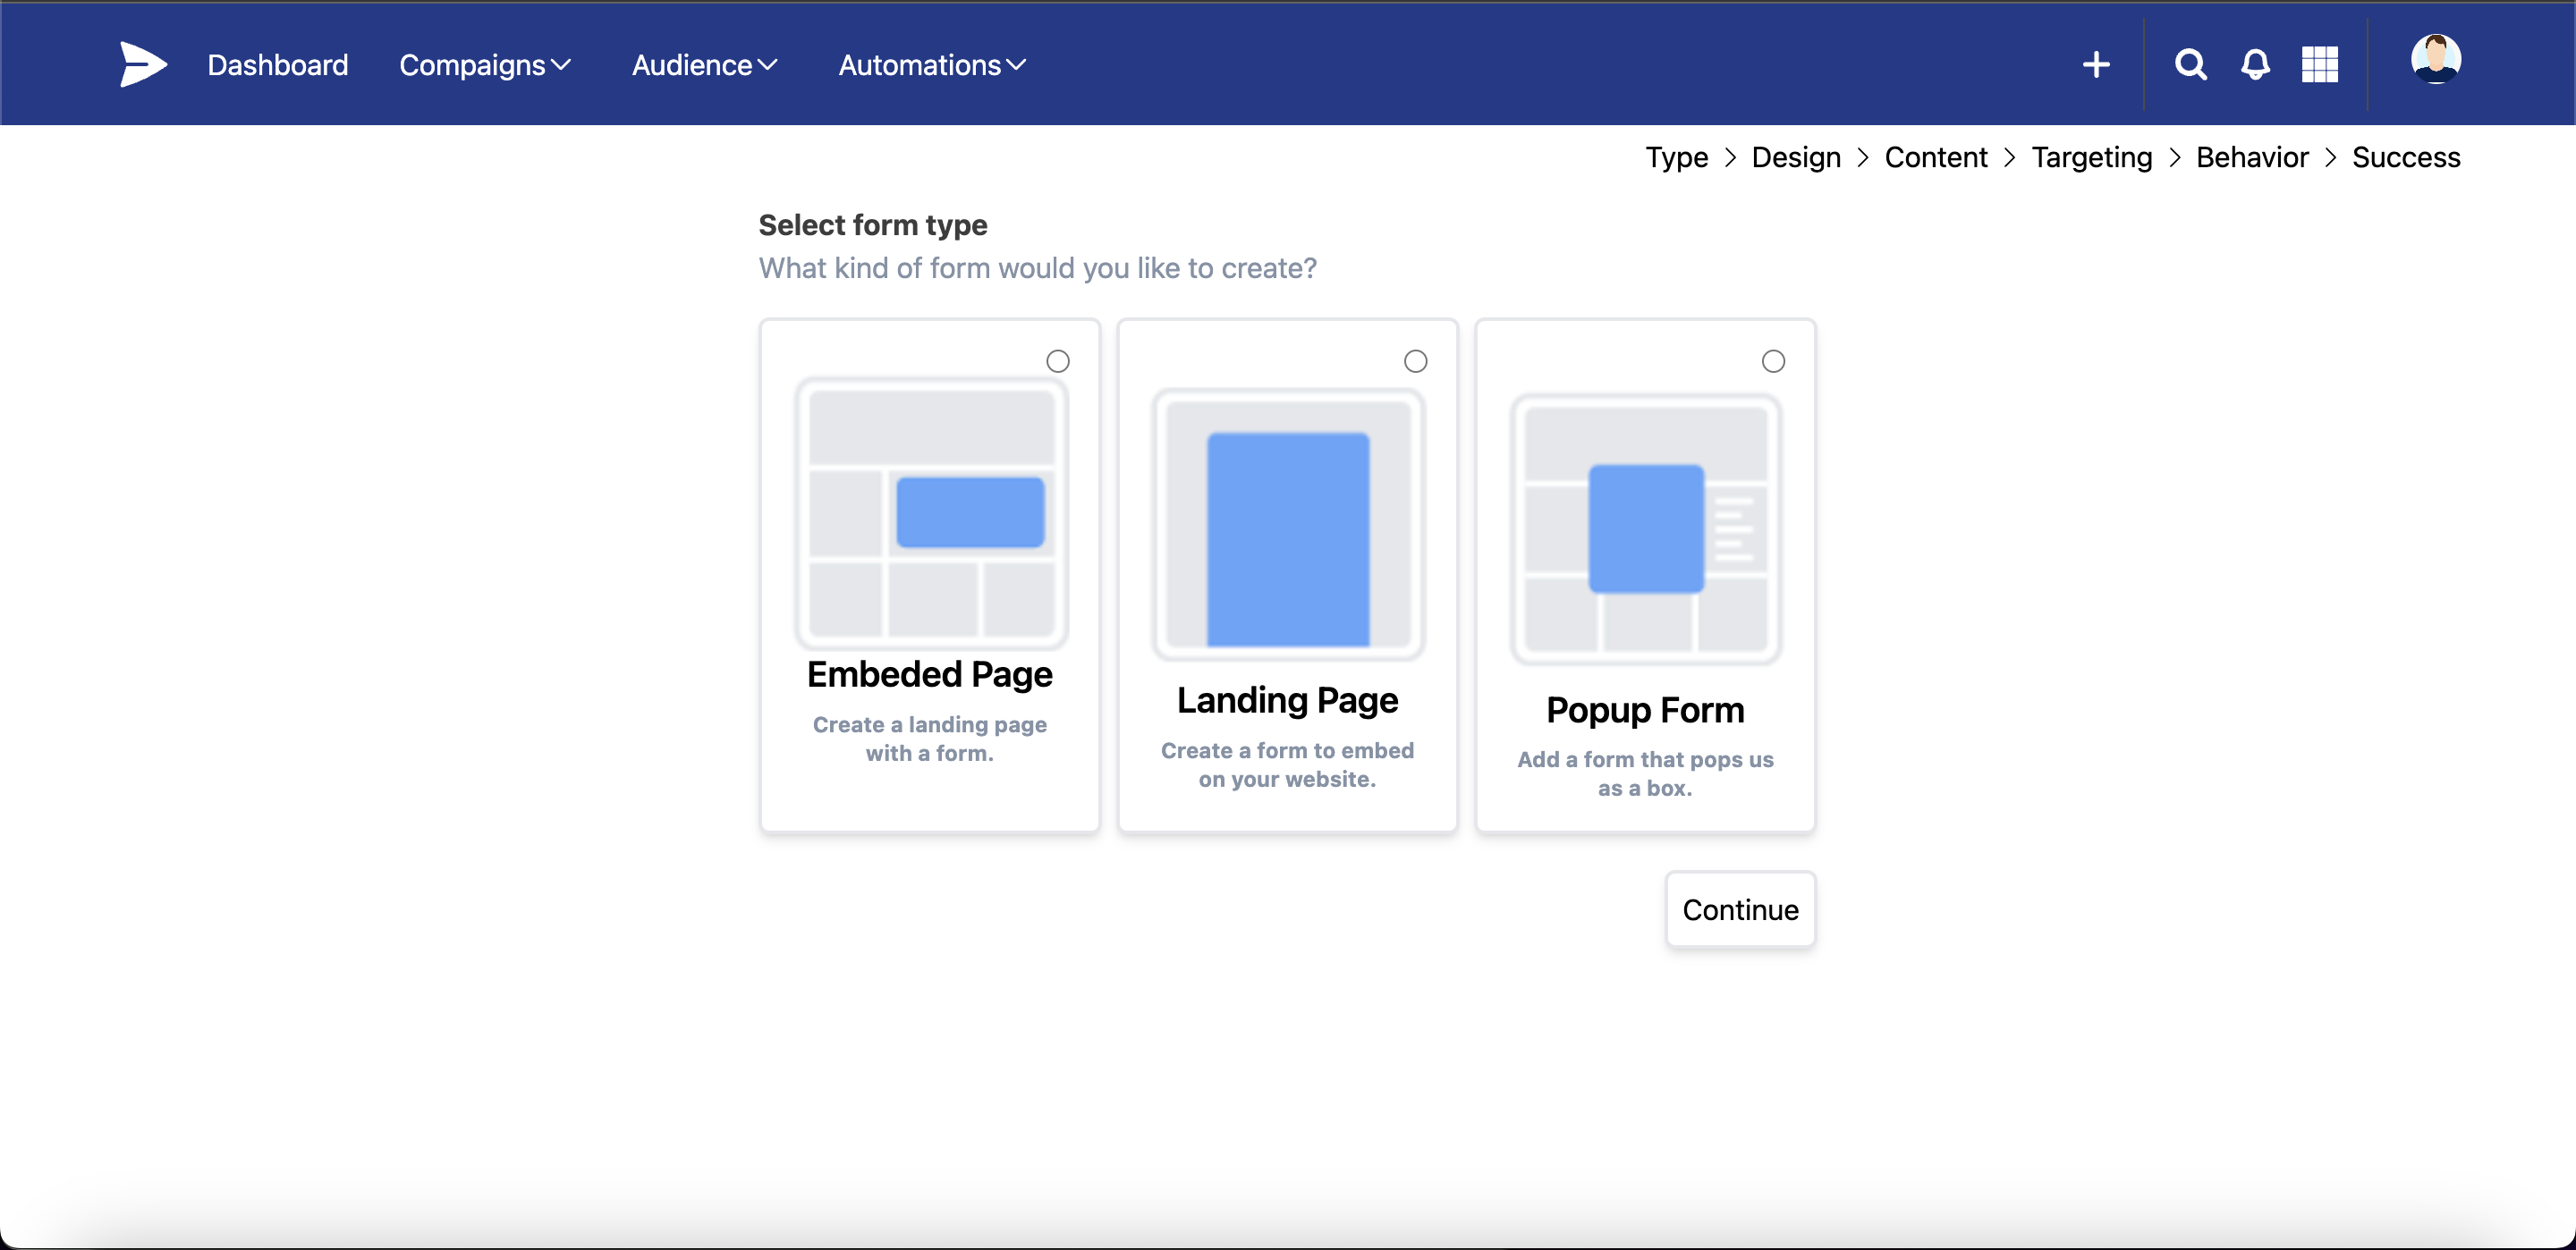 Dashboard Compaigns Audience Automations
Type > Design > Content > Targeting > Behavior > Success
Select form type
What kind of form would you like to create?
Embeded Page
Create a landing page
with a form.
Landing Page
Create a form to embed
on your website.
Popup Form
Add a form that pops us
as a box.
Continue